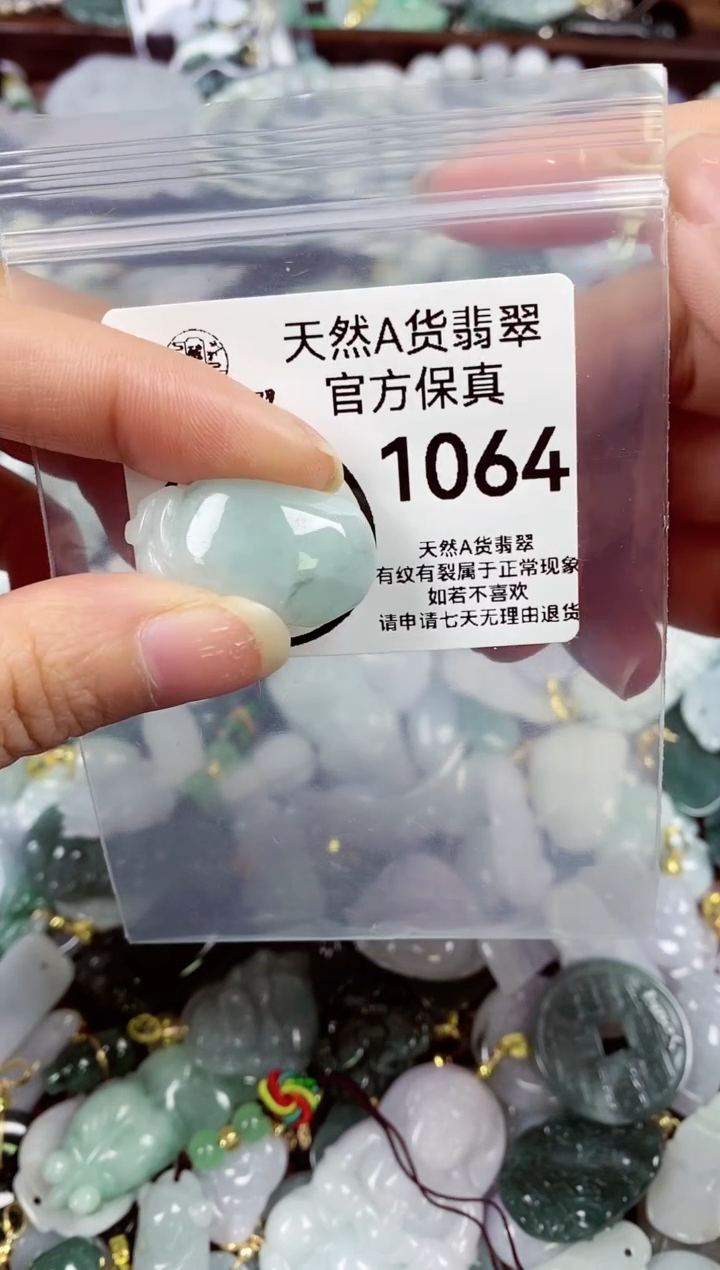 天然A货翡翠
官方保真
1064
天然A货翡翠
有纹有裂属于正常现象
如若不喜欢
请申请七天无理由退货